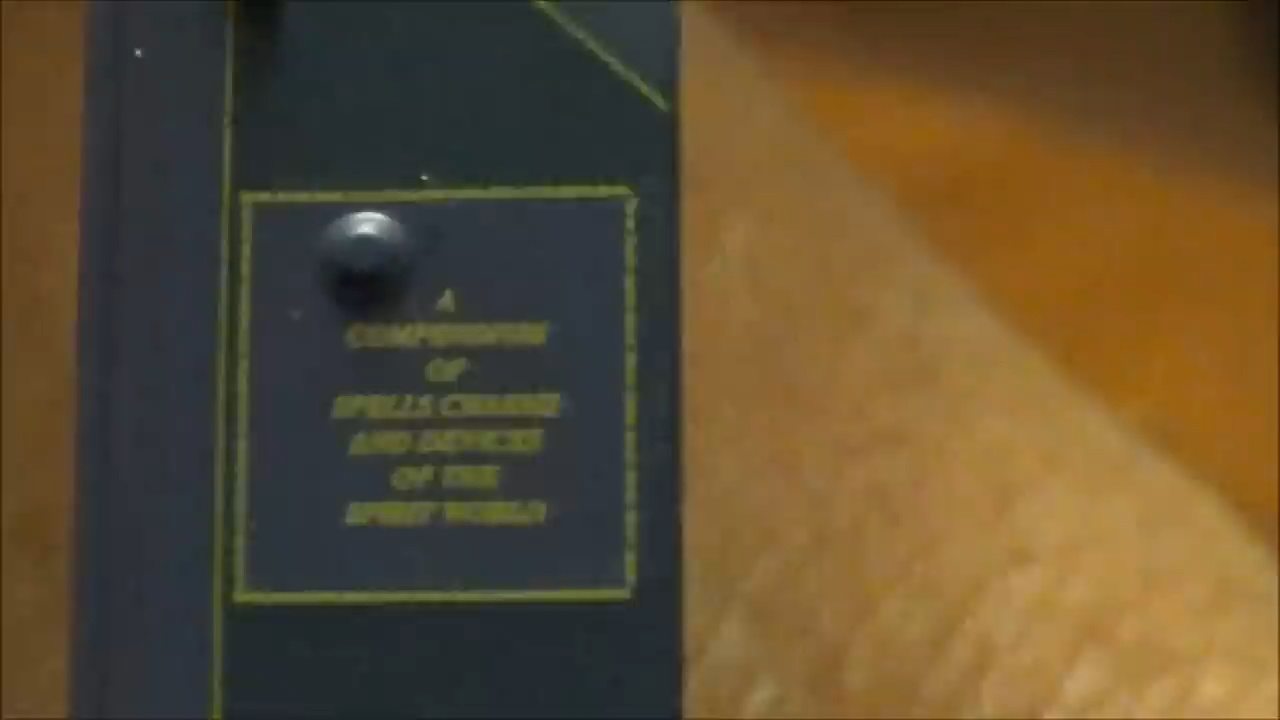 A
COMPENDIUM
OF
SPELLS CHARMS
AND DEVICES
OF THE
SPIRIT WORLD